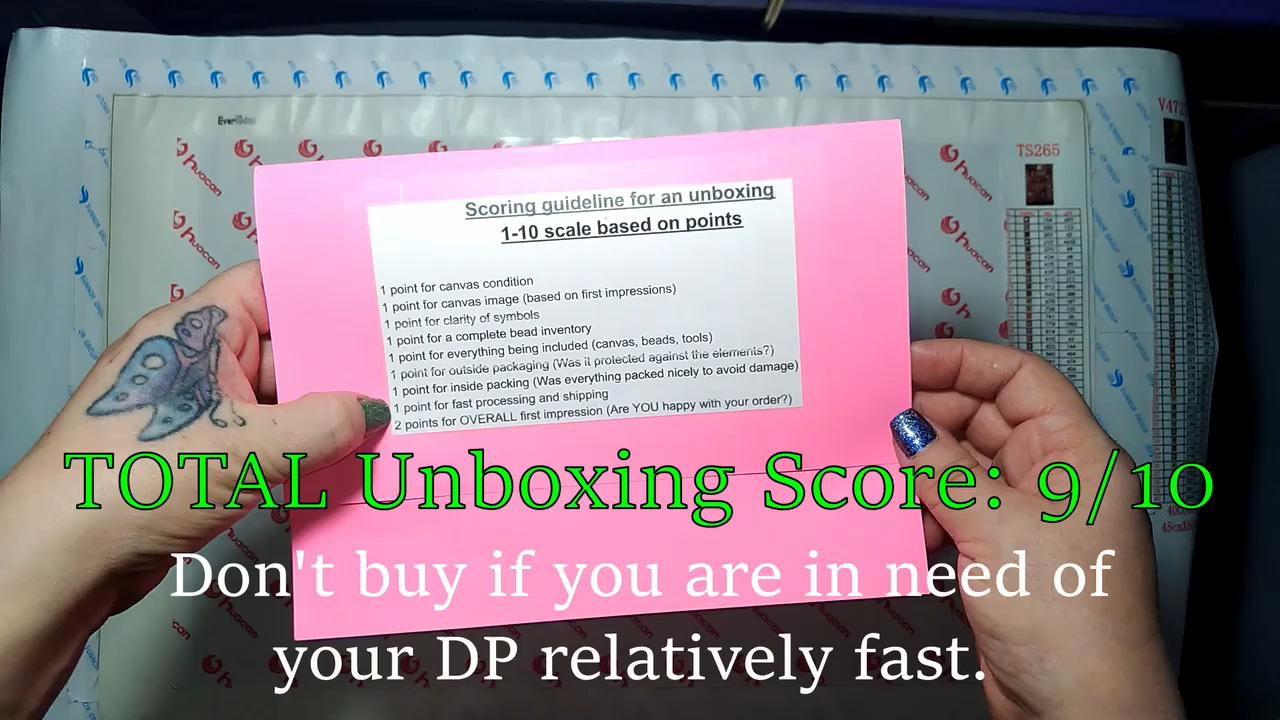 EverShine
huacan
TS265
V472
Scoring guideline for an unboxing
1-10 scale based on points
1 point for canvas condition
1 point for canvas image (based on first impressions)
1 point for clarity of symbols
1 point for a complete bead inventory
1 point for everything being included (canvas, beads, tools)
1 point for outside packaging (Was it protected against the elements?)
1 point for inside packing (Was everything packed nicely to avoid damage)
1 point for fast processing and shipping
2 points for OVERALL first impression (Are YOU happy with your order?)
TOTAL Unboxing Score: 9/10
Don't buy if you are in need of
your DP relatively fast.